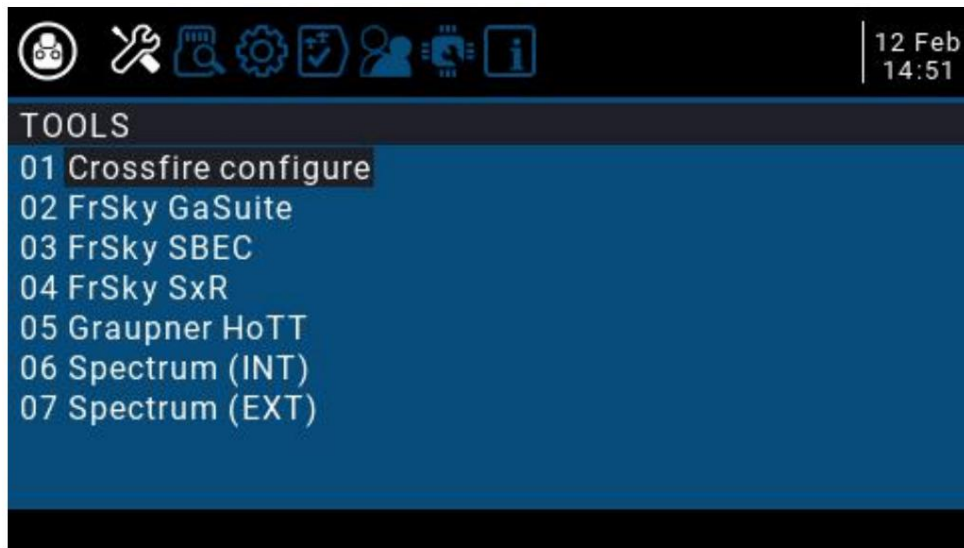 12 Feb
14:51
TOOLS
01 Crossfire configure
02 FrSky GaSuite
03 FrSky SBEC
04 FrSky SxR
05 Graupner HoTT
06 Spectrum (INT)
07 Spectrum (EXT)